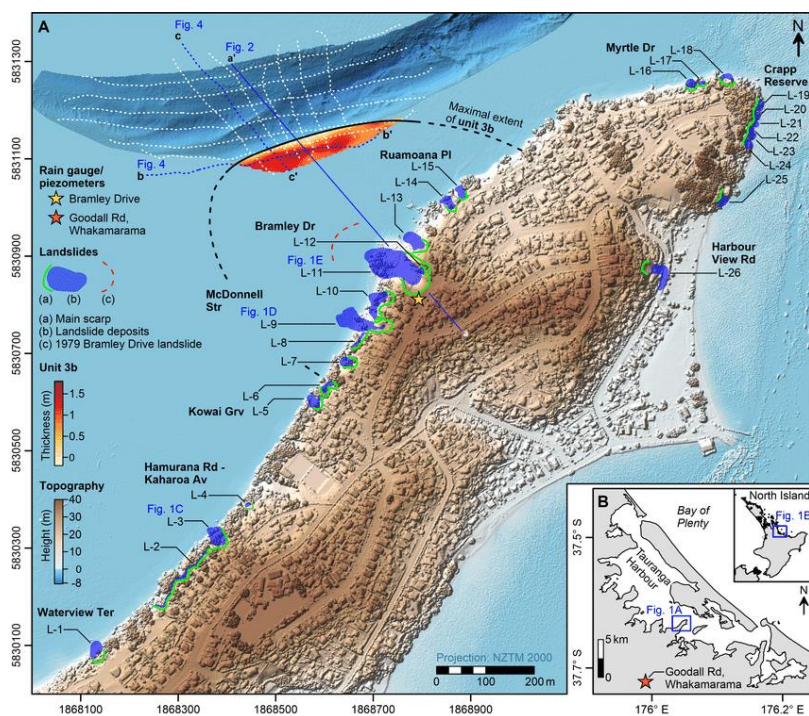 A
N
Fig. 4
c
Fig. 2
a'
Maximal extent
of unit 3b
b'
Fig. 4
b
c'
Myrtle Dr
L-18
L-17
L-16
Crapp
Reserve
L-19
L-20
L-21
L-22
L-23
L-24
L-25
Ruamoana Pl
L-15
L-14
L-13
Bramley Dr
L-12
Fig. 1E
L-11
L-10
McDonnell
Str
Fig. 1D
L-9
L-8
L-7
L-6
L-5
Kowai Grv
Harbour
View Rd
L-26
Hamurana Rd -
Kaharoa Av
L-4
Fig. 1C
L-3
L-2
Waterview Ter
L-1
Rain gauge/
piezometers
Bramley Drive
Goodall Rd,
Whakamarama
Landslides
(a) (b) (c)
(a) Main scarp
(b) Landslide deposits
(c) 1979 Bramley Drive landslide
Unit 3b
Thickness (m)
1.5
1.0
0.5
0
Topography
Height (m)
40
30
20
10
0
-8
Projection: NZTM 2000
0 100 200 m
5831300
5831100
5830900
5830700
5830500
5830300
5830100
1868100
1868300
1868500
1868700
1868900
B
Bay of
Plenty
North Island
Fig. 1B
Tauranga
Harbour
Fig. 1A
N
5 km
0
Goodall Rd,
Whakamarama
37.5°S
37.7°S
176° E
176.2° E